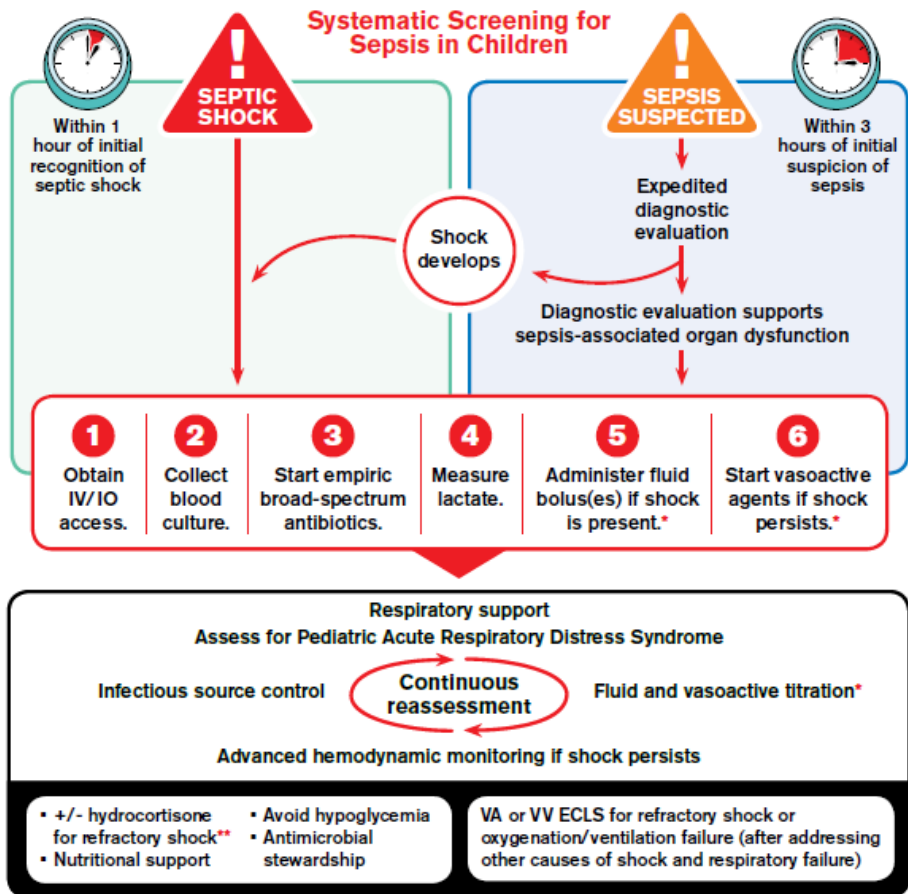 Systematic Screening for
Sepsis in Children
!
SEPTIC
SHOCK
!
SEPSIS
SUSPECTED
Within 1
hour of initial
recognition of
septic shock
Within 3
hours of initial
suspicion of
sepsis
Expedited
diagnostic
evaluation
Shock
develops
Diagnostic evaluation supports
sepsis-associated organ dysfunction
1
Obtain
IV/IO
access.
2
Collect
blood
culture.
3
Start empiric
broad-spectrum
antibiotics.
4
Measure
lactate.
5
Administer fluid
bolus(es) if shock
is present.*
6
Start vasoactive
agents if shock
persists.*
Respiratory support
Assess for Pediatric Acute Respiratory Distress Syndrome
Infectious source control
Continuous
reassessment
Fluid and vasoactive titration*
Advanced hemodynamic monitoring if shock persists
▪ +/- hydrocortisone
for refractory shock**
▪ Nutritional support
▪ Avoid hypoglycemia
▪ Antimicrobial
stewardship
VA or VV ECLS for refractory shock or
oxygenation/ventilation failure (after addressing
other causes of shock and respiratory failure)